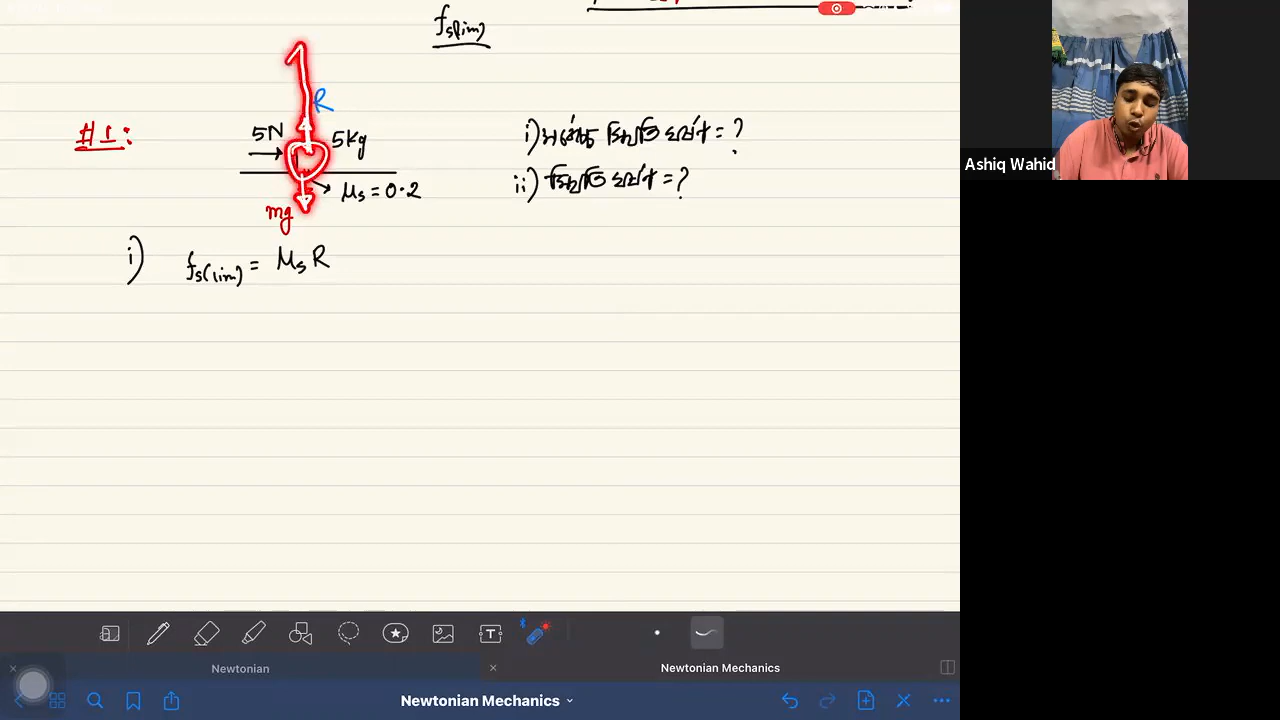 fs(lim)
R
#1:
5N
5kg
i) সর্বোচ্চ স্থিতি ঘর্ষণ = ?
μs = 0.2
ii) স্থিতি ঘর্ষণ = ?
mg
i) fs(lim) = μs R
Ashiq Wahid
T
Newtonian
Newtonian Mechanics
Newtonian Mechanics